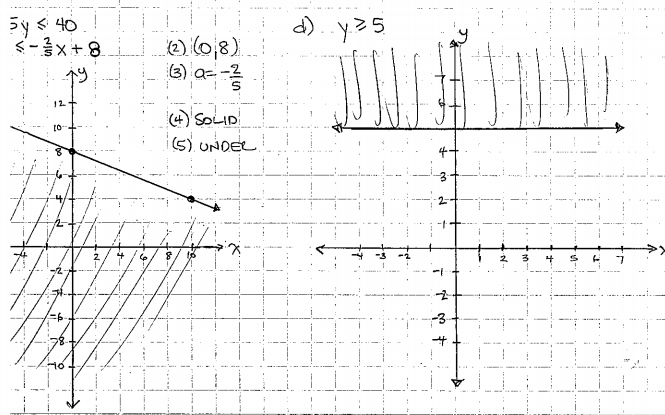 5y ≤ 40
≤ -2/5x + 8
(2) (0,8)
(3) a = -2/5
(4) SOLID
(5) UNDER
y
12
10
8
6
4
2
-4 2 4 6 8 10 x
-2
-4
-6
-8
-10
d) y ≥ 5
y
7
6
4
3
2
1
-4 -3 -2 1 2 3 4 5 6 7 x
-1
-2
-3
-4